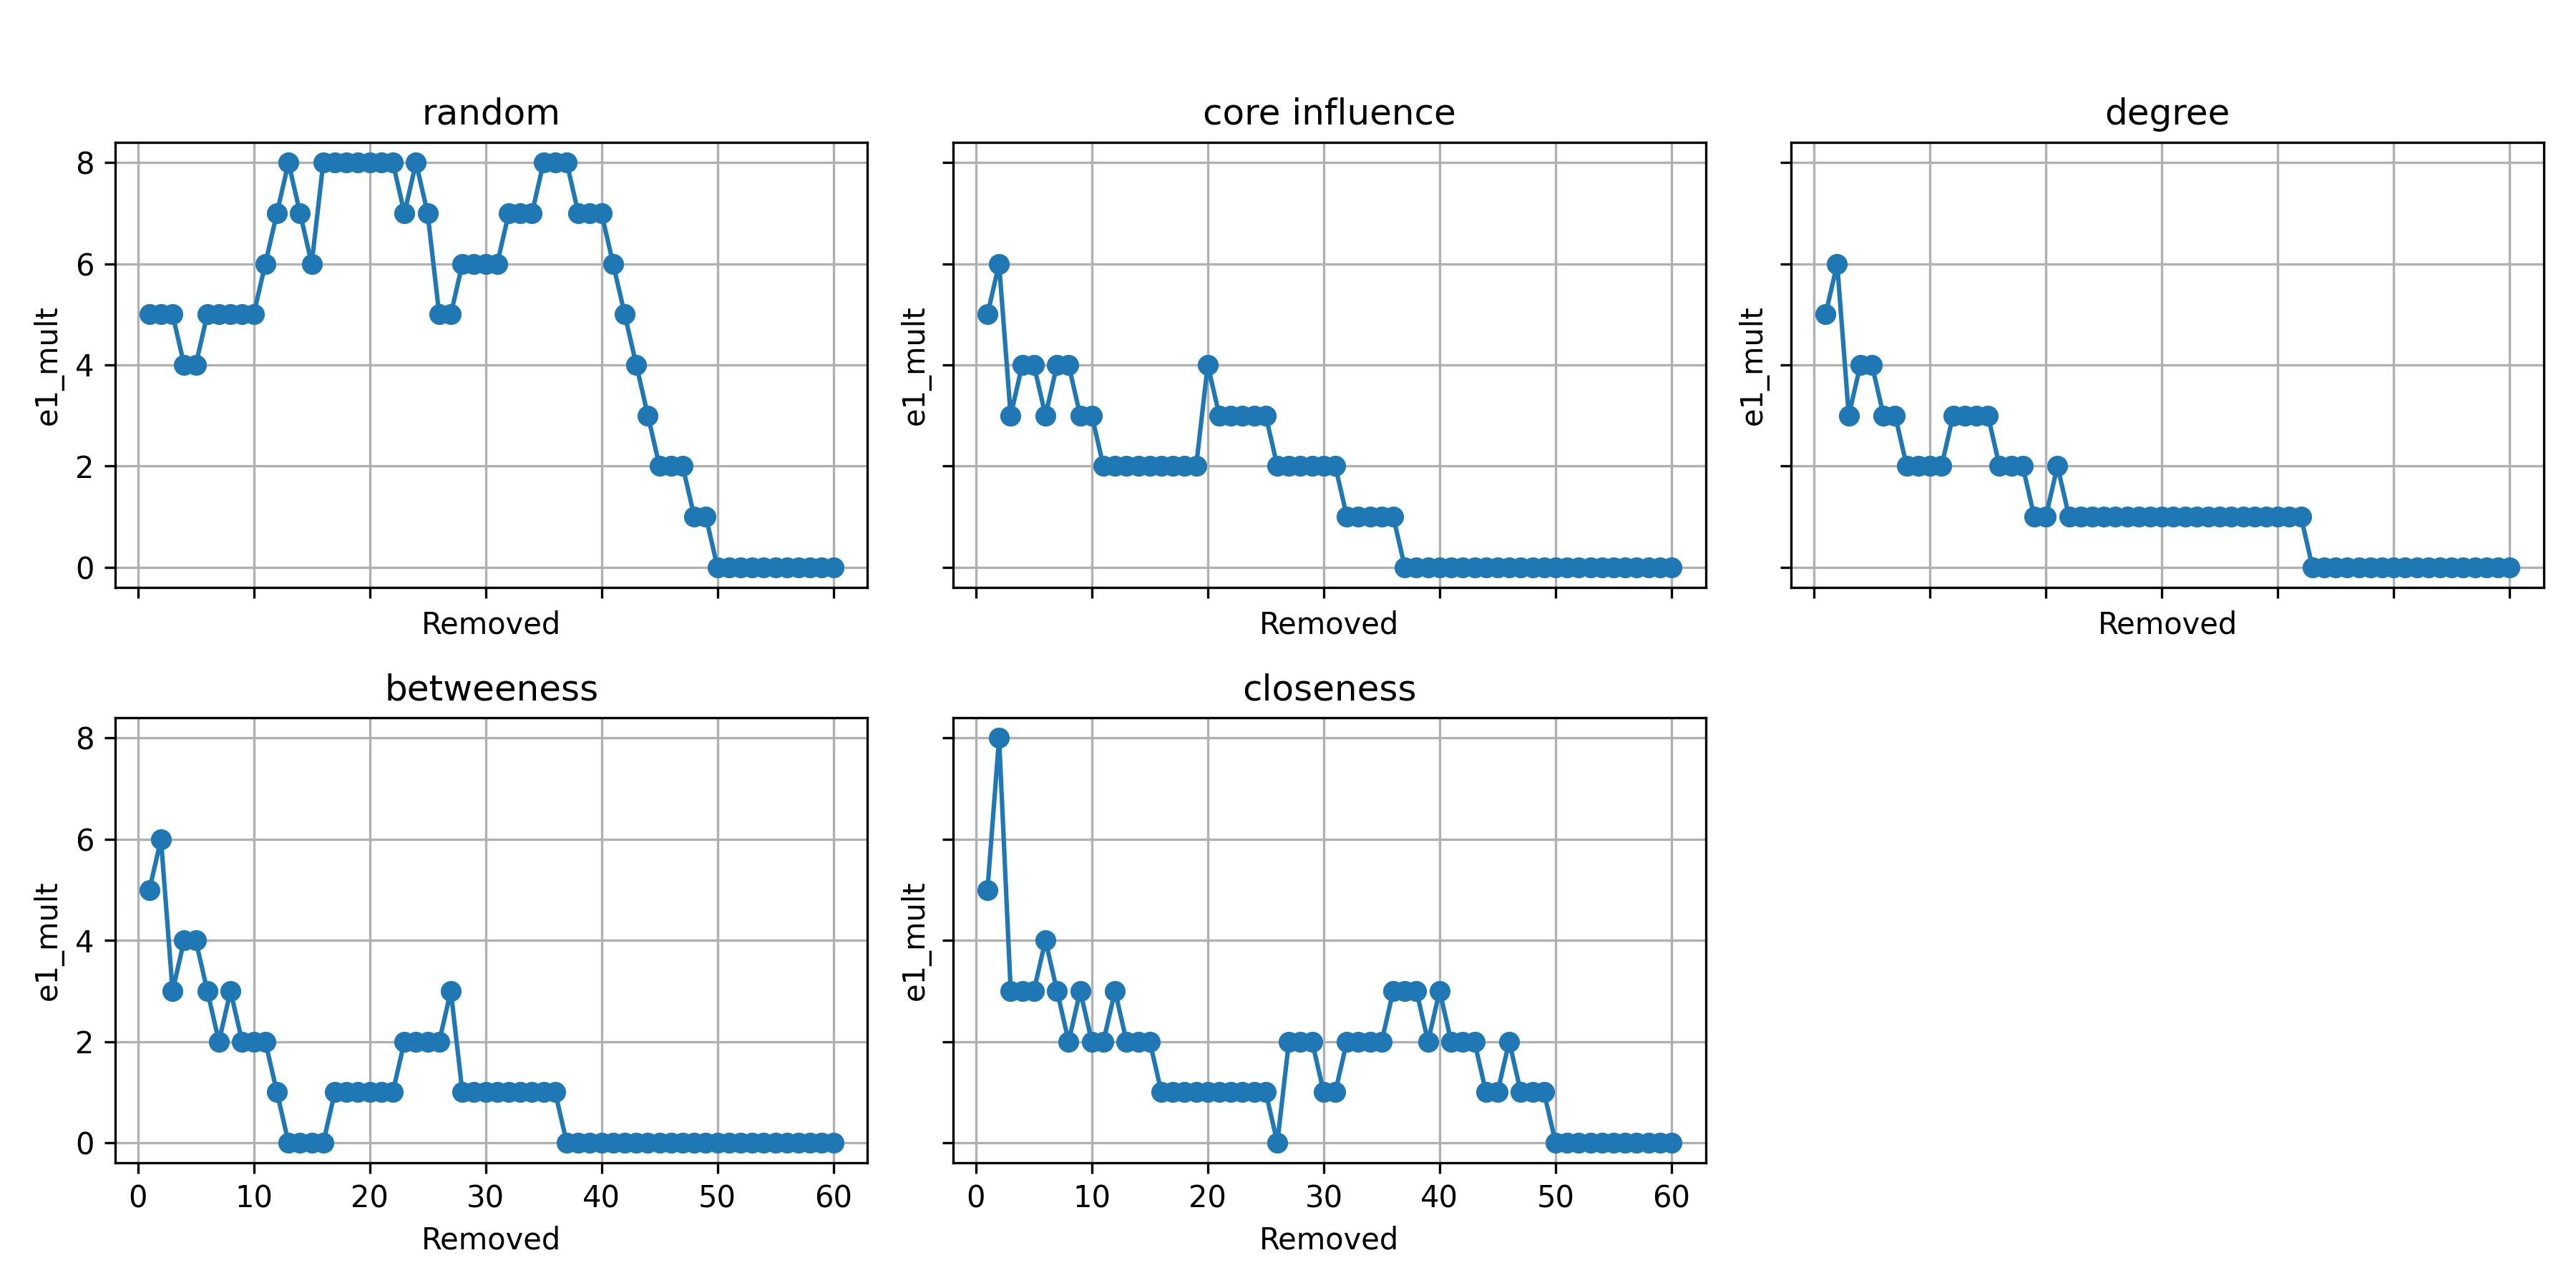 random
core influence
degree
8
6
4
2
0
e1_mult
e1_mult
e1_mult
Removed
Removed
Removed
betweeness
closeness
8
6
4
2
0
e1_mult
e1_mult
0 10 20 30 40 50 60
0 10 20 30 40 50 60
Removed
Removed